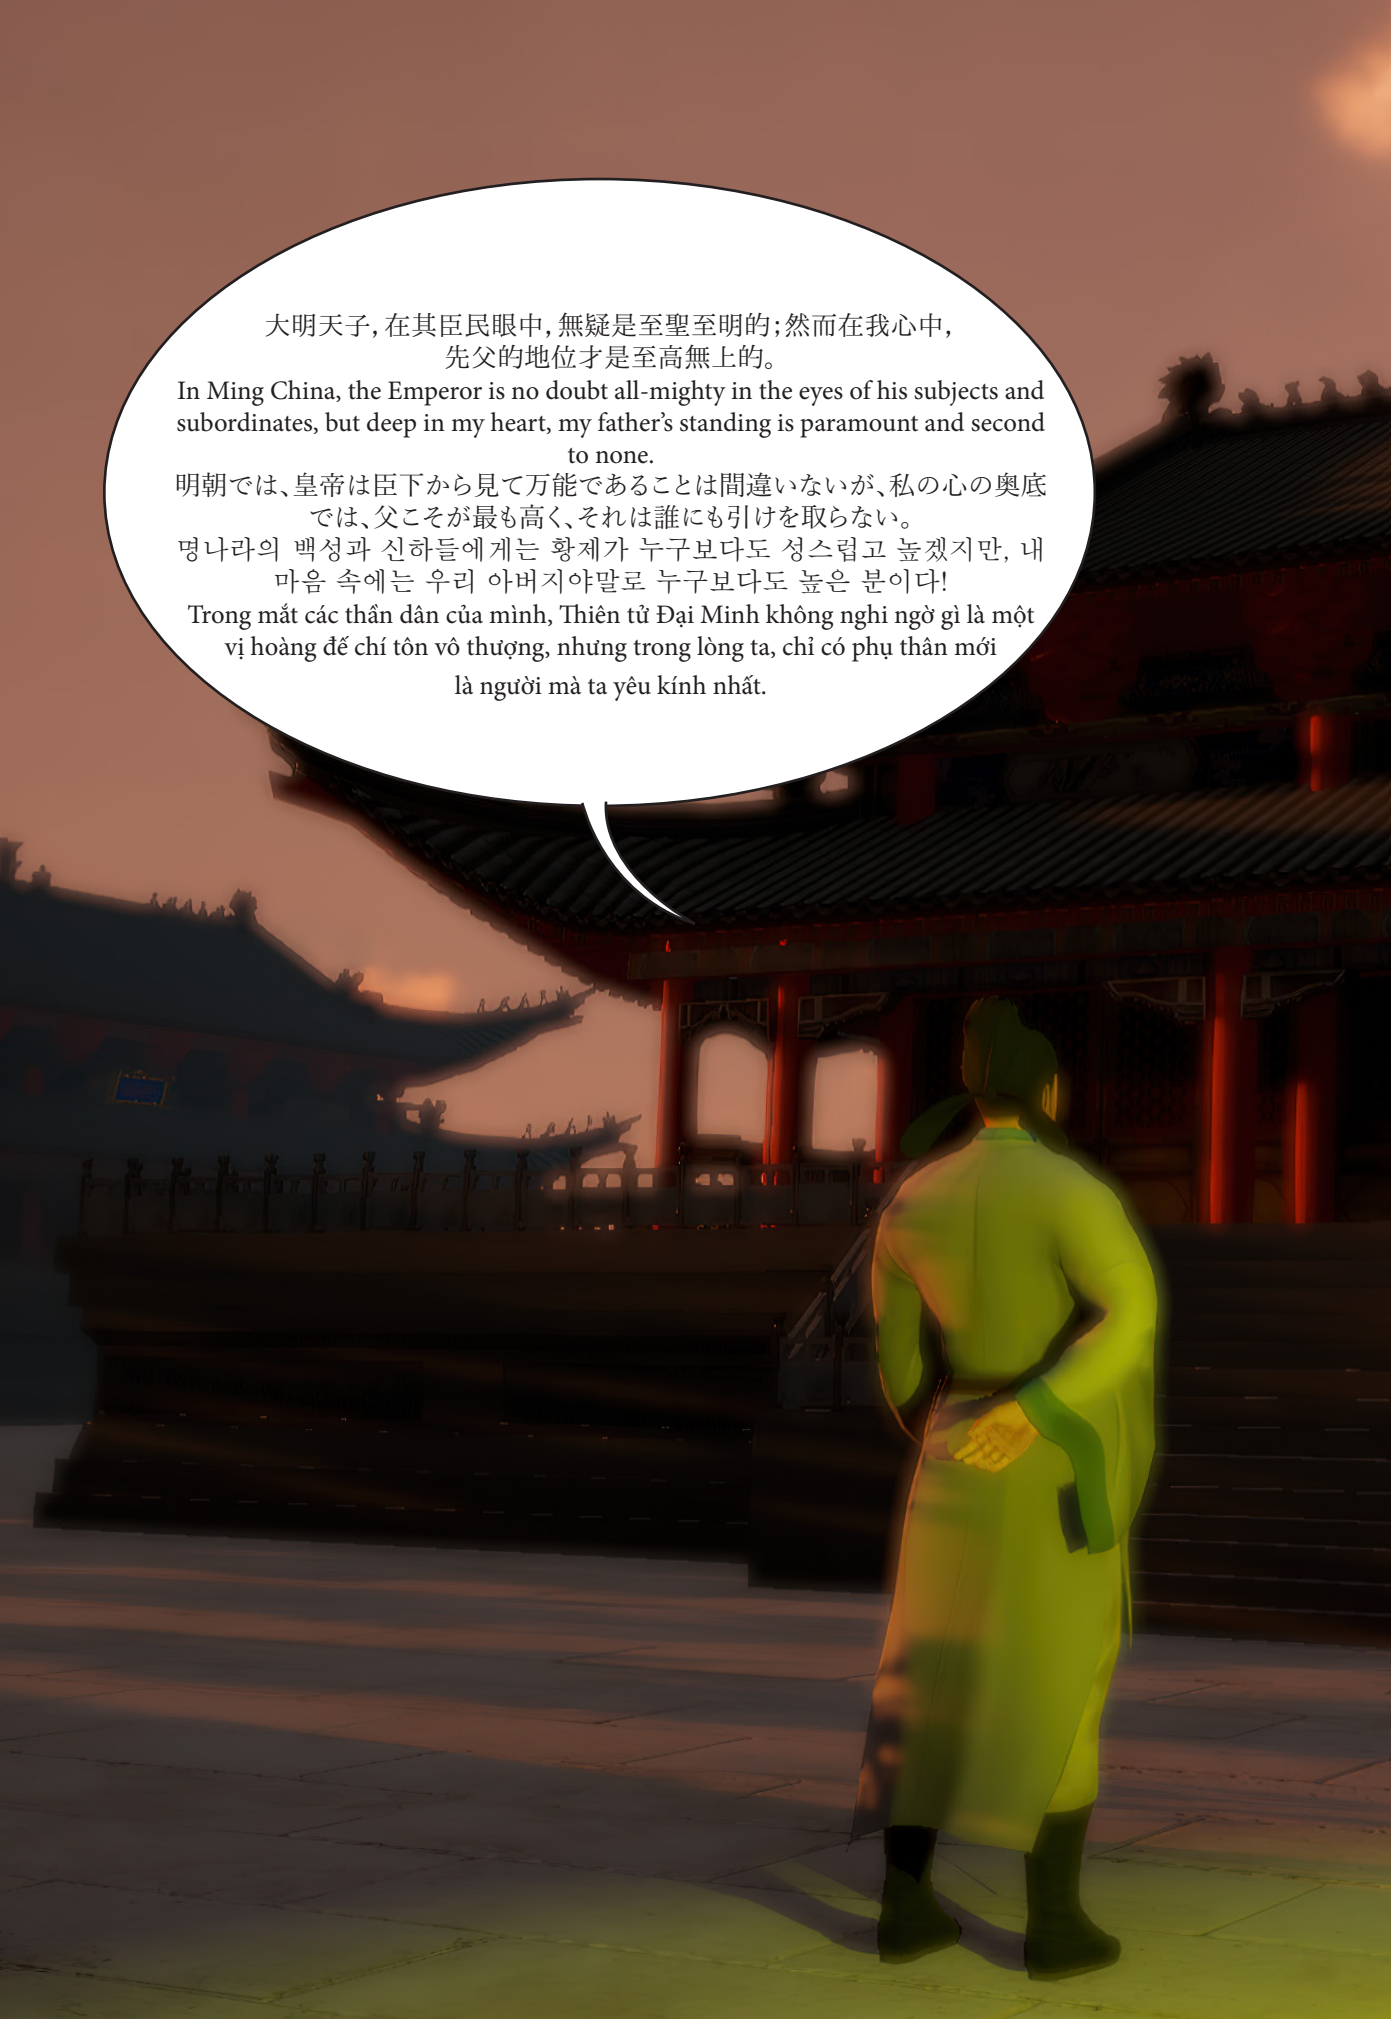 大明天子，在其臣民眼中，無疑是至聖至明的；然而在我心中，
先父的地位才是至高無上的。
In Ming China, the Emperor is no doubt all-mighty in the eyes of his subjects and
subordinates, but deep in my heart, my father’s standing is paramount and second
to none.
明朝では、皇帝は臣下から見て万能であることは間違いないが、私の心の奥底
では、父こそが最も高く、それは誰にも引けを取らない。
명나라의 백성과 신하들에게는 황제가 누구보다도 성스럽고 높겠지만, 내
마음 속에는 우리 아버지야말로 누구보다도 높은 분이다!
Trong mắt các thần dân của mình, Thiên tử Đại Minh không nghi ngờ gì là một
vị hoàng đế chí tôn vô thượng, nhưng trong lòng ta, chỉ có phụ thân mới
là người mà ta yêu kính nhất.